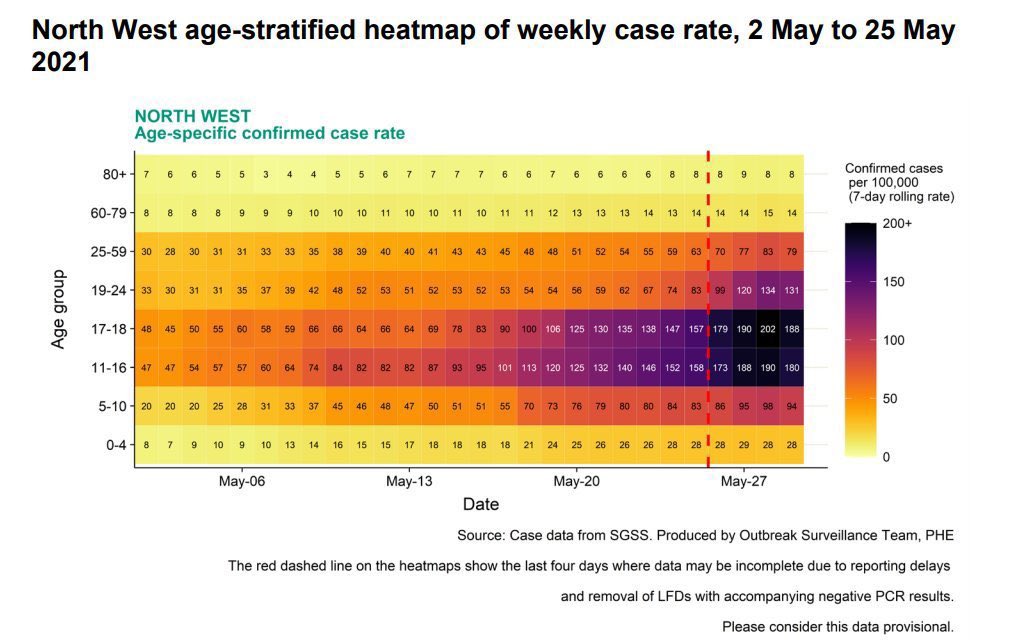 North West age-stratified heatmap of weekly case rate, 2 May to 25 May
2021
NORTH WEST
Age-specific confirmed case rate
80+ 7 6 6 5 5 3 4 4 5 5 6 7 7 7 7 6 6 7 6 6 6 6 8 8 8 9 8 8
60-79 8 8 8 8 9 9 9 10 10 10 11 10 10 11 10 11 11 12 13 13 13 14 13 14 14 14 15 14
25-59 30 28 30 31 31 33 33 35 38 39 40 40 41 43 43 45 48 48 51 52 54 55 59 63 70 77 83 79
19-24 33 30 31 31 35 37 39 42 48 52 53 51 52 53 52 53 54 54 56 59 62 67 74 83 99 120 134 131
17-18 48 45 50 55 60 58 59 66 66 64 66 64 69 78 83 90 100 106 125 130 135 138 147 157 179 190 202 188
11-16 47 47 54 57 57 60 64 74 84 82 82 82 87 93 95 101 113 120 125 132 140 146 152 158 173 188 190 180
5-10 20 20 20 25 28 31 33 37 45 46 48 47 50 51 51 55 70 73 76 79 80 80 84 83 86 95 98 94
0-4 8 7 9 10 9 10 13 14 16 15 15 17 18 18 18 18 21 24 25 26 26 26 28 28 28 29 28 28
Age group
May-06 May-13 May-20 May-27
Date
Confirmed cases
per 100,000
(7-day rolling rate)
200+
150
100
50
0
Source: Case data from SGSS. Produced by Outbreak Surveillance Team, PHE
The red dashed line on the heatmaps show the last four days where data may be incomplete due to reporting delays
and removal of LFDs with accompanying negative PCR results.
Please consider this data provisional.